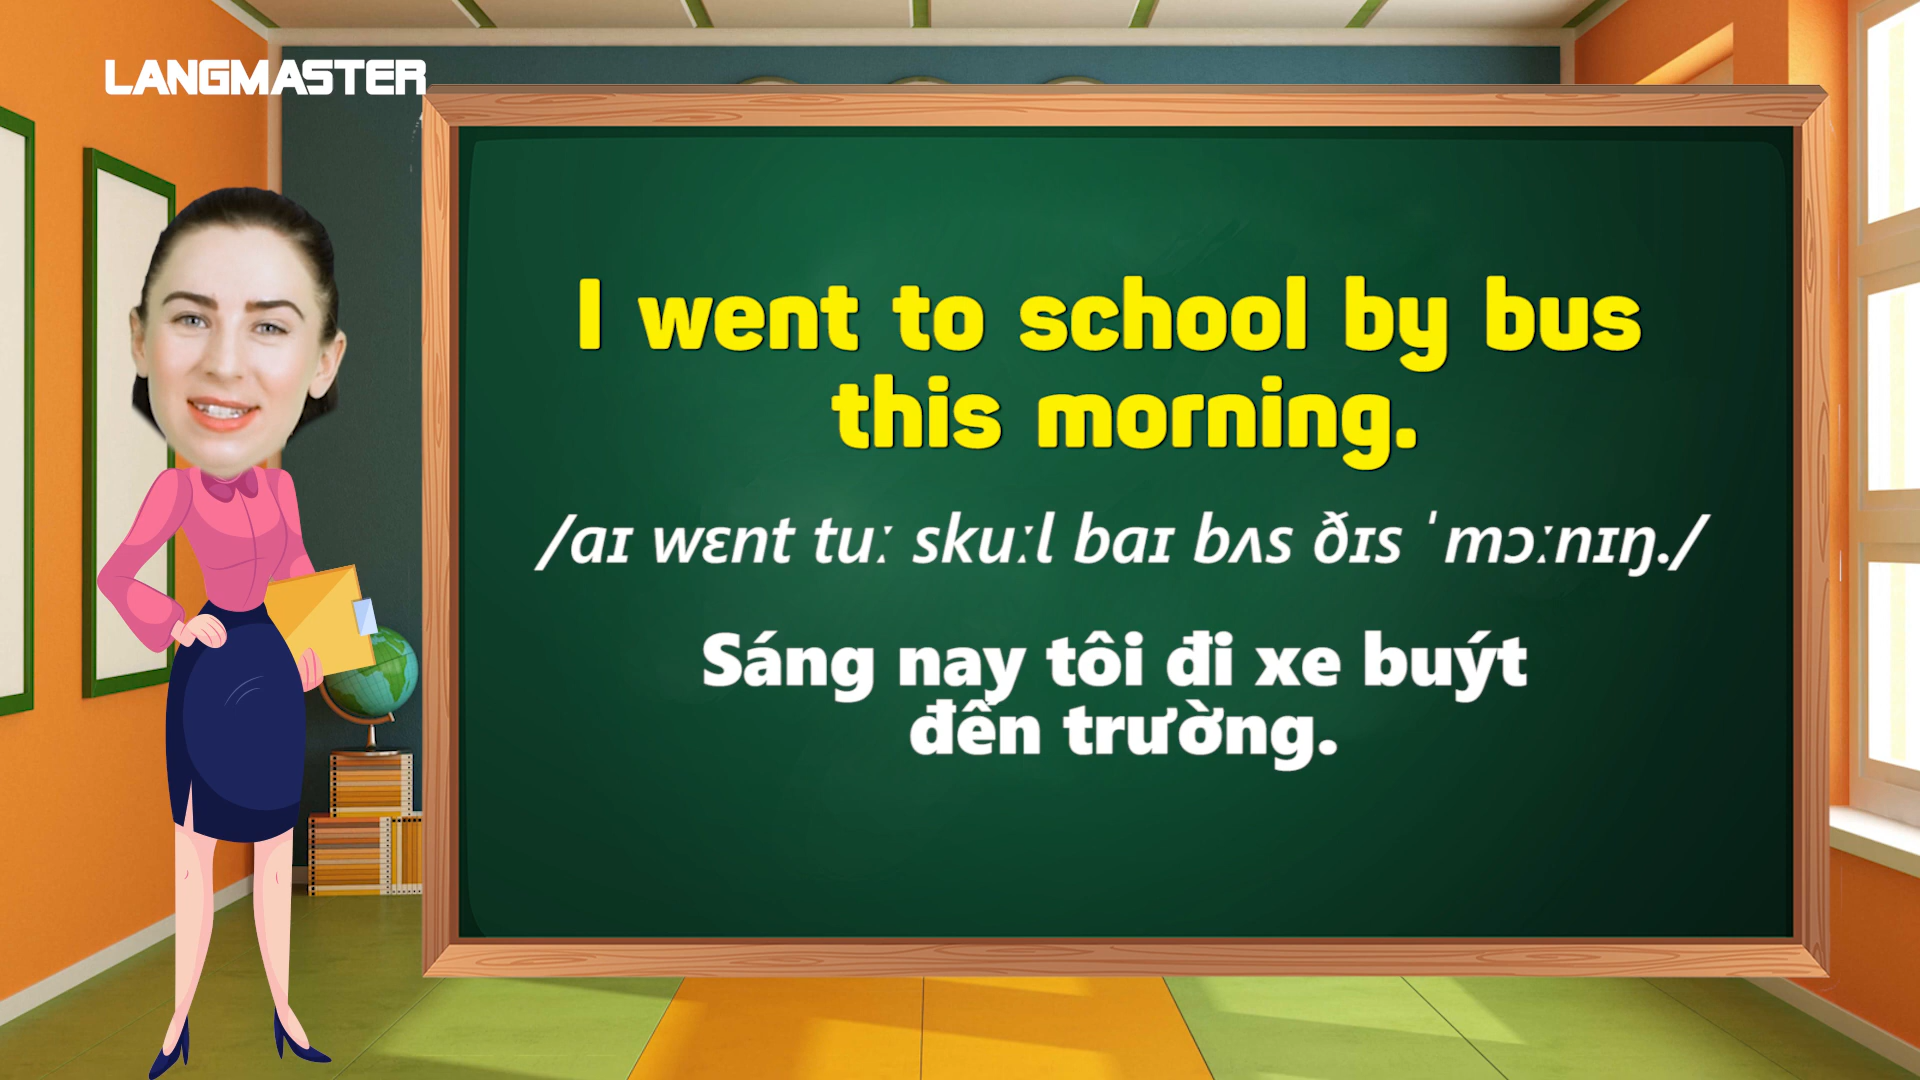 LANGMASTER
I went to school by bus
this morning.
/aɪ wɛnt tuː skuːl baɪ bʌs ðɪs ˈmɔːnɪŋ./
Sáng nay tôi đi xe buýt
đến trường.